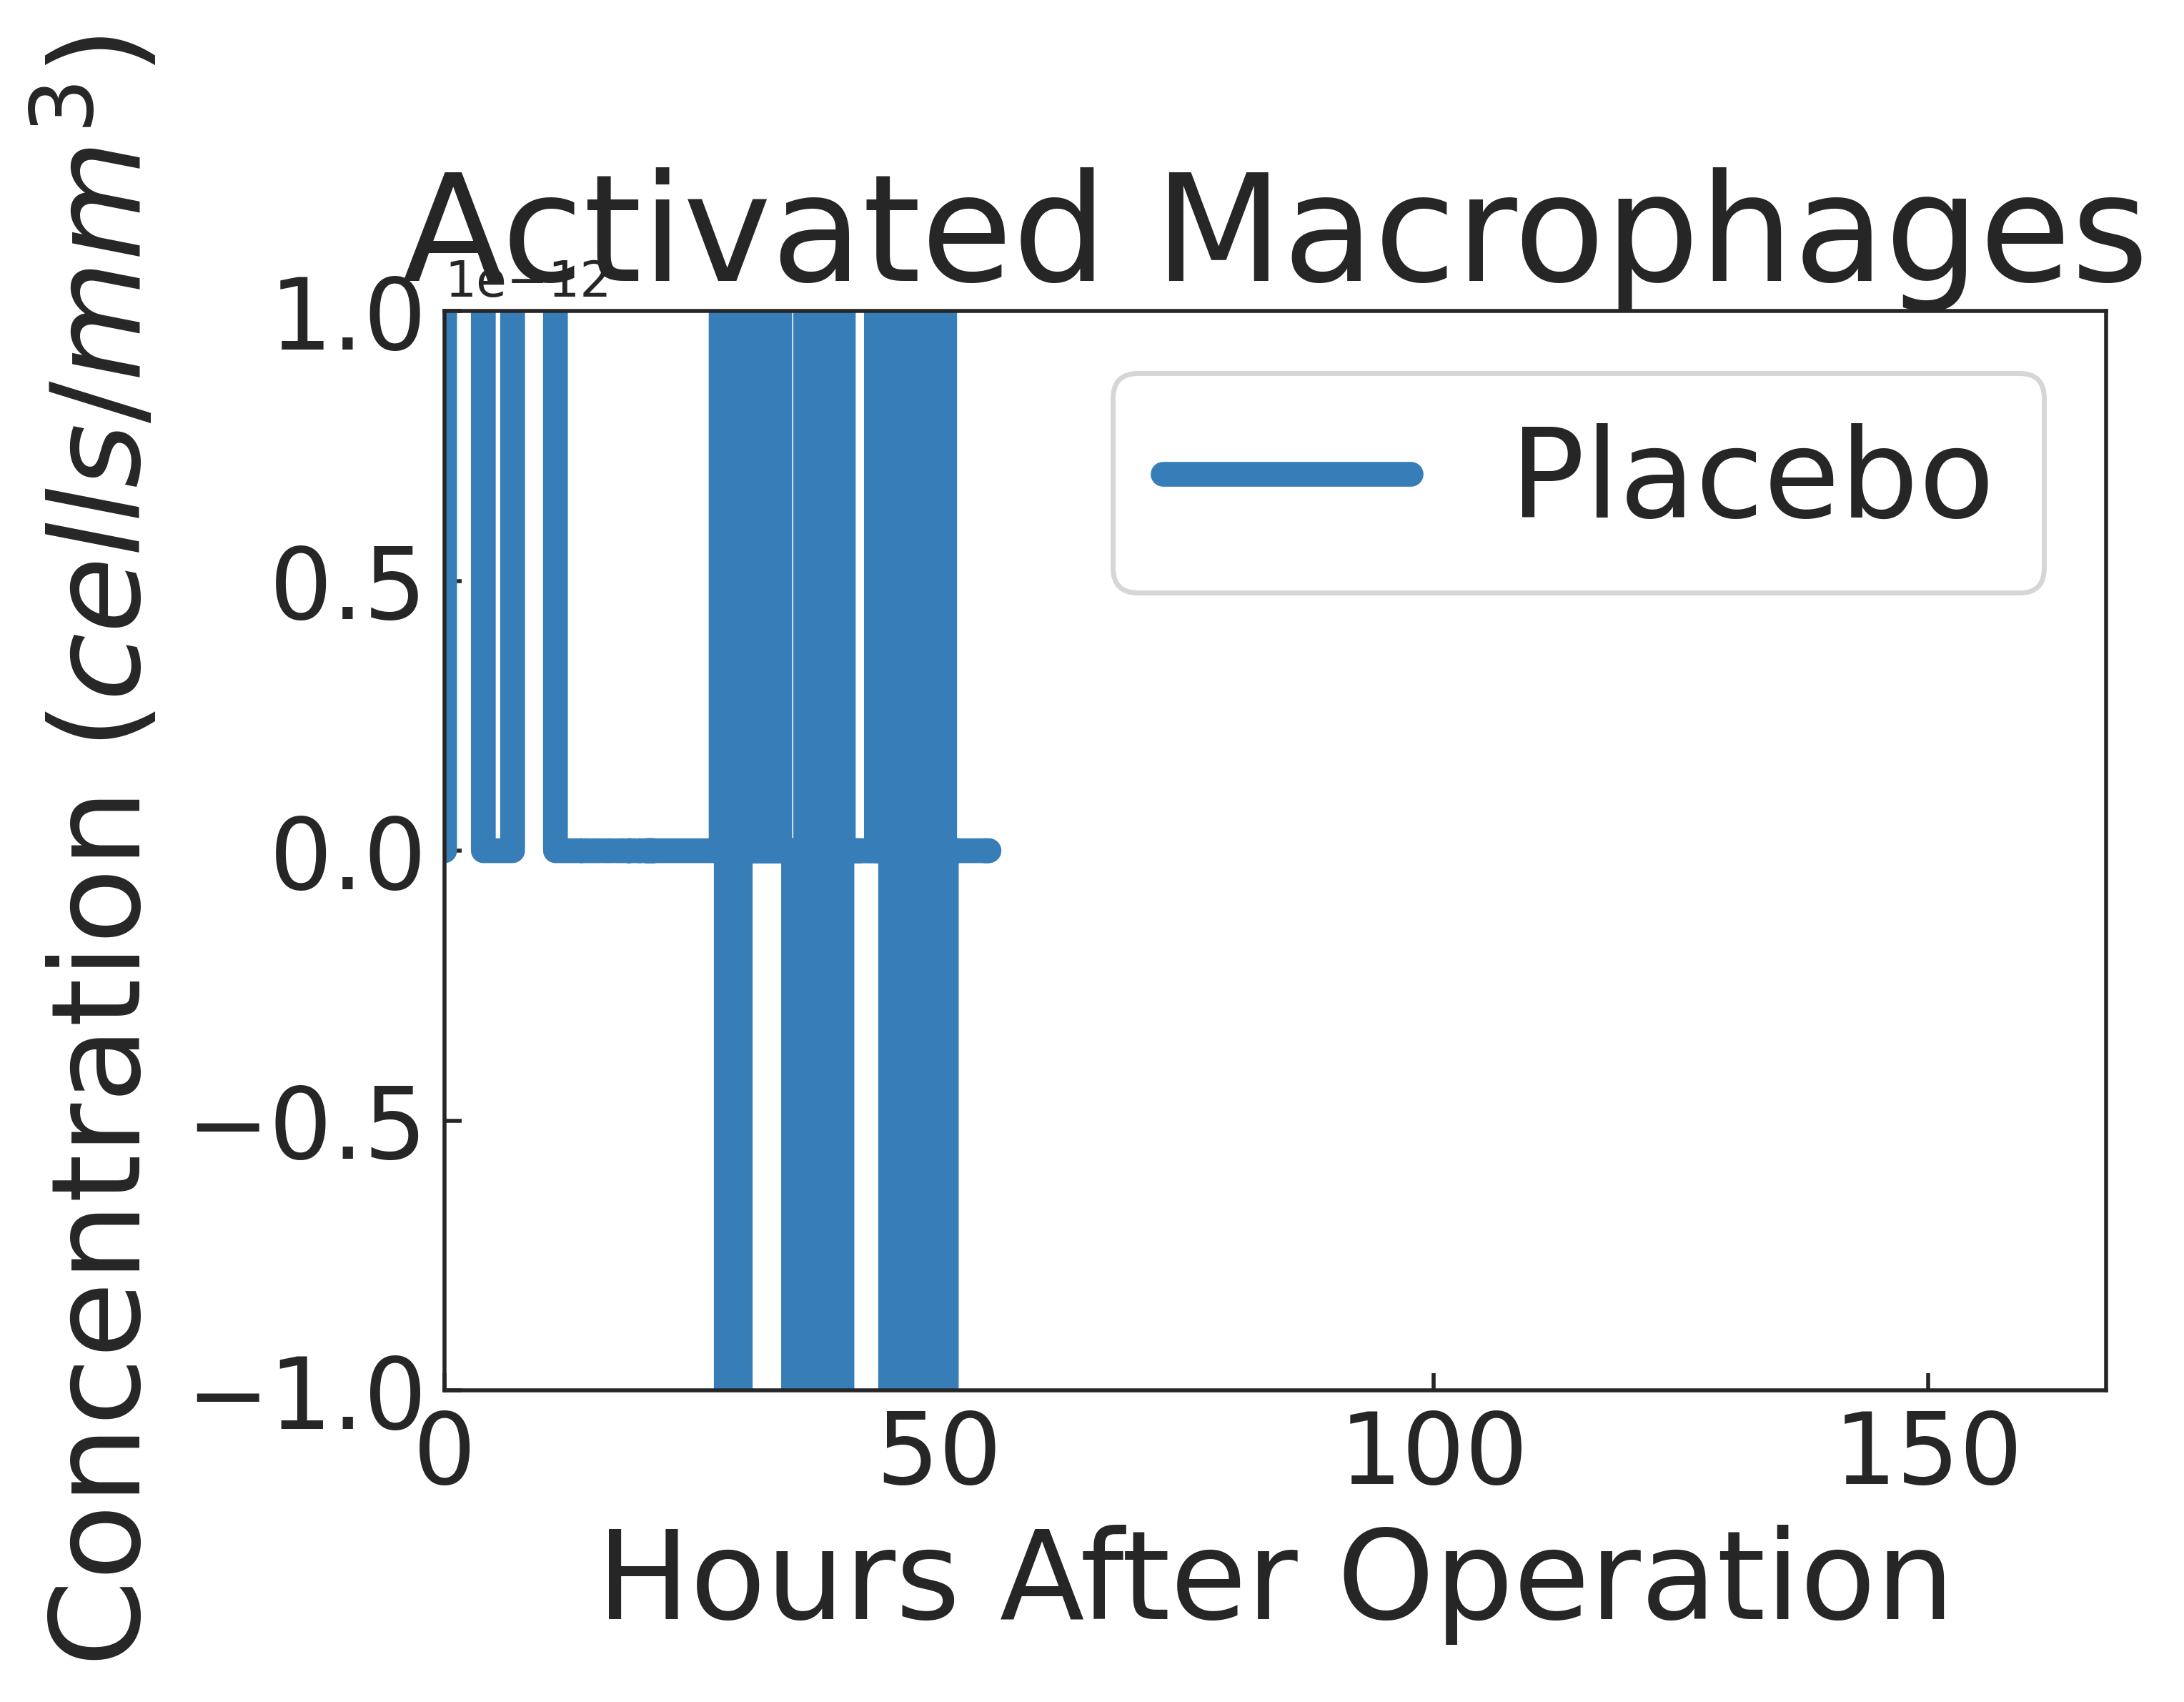 Activated Macrophages
1e−12
Concentration (cells/mm³)
1.0
0.5
0.0
−0.5
−1.0
Placebo
0 50 100 150
Hours After Operation